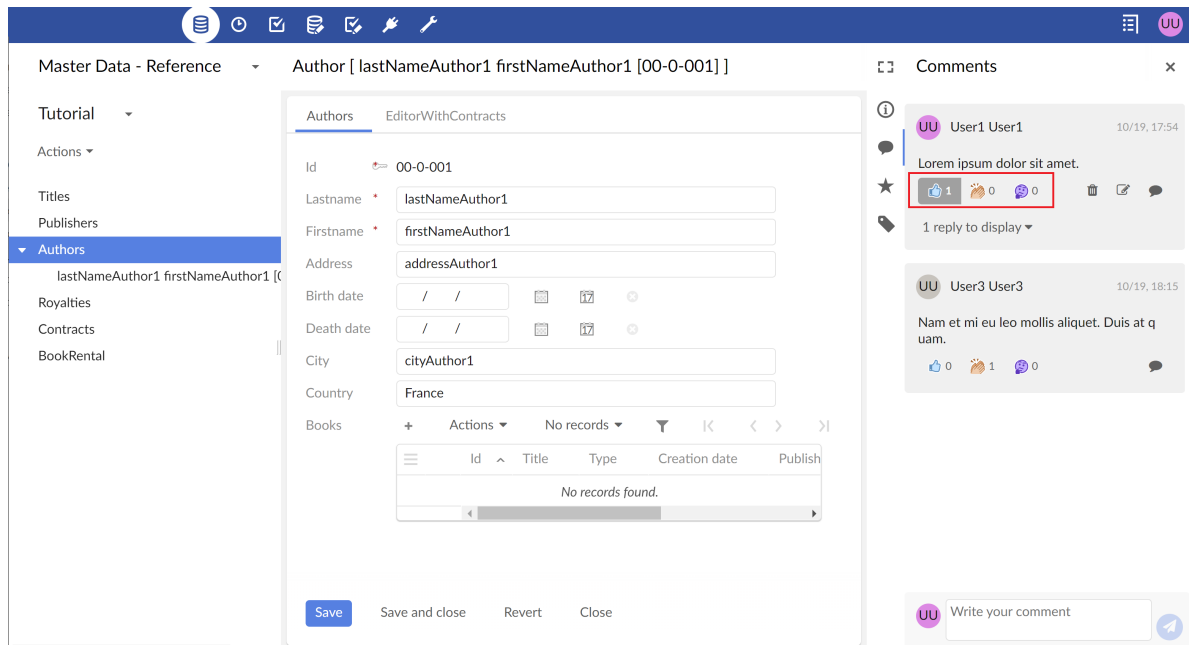 UU
Master Data - Reference
Tutorial
Actions
Titles
Publishers
Authors
lastNameAuthor1 firstNameAuthor1 [
Royalties
Contracts
BookRental
Author [ lastNameAuthor1 firstNameAuthor1 [00-0-001] ]
Authors EditorWithContracts
Id 00-0-001
Lastname * lastNameAuthor1
Firstname * firstNameAuthor1
Address addressAuthor1
Birth date / / 17
Death date / / 17
City cityAuthor1
Country France
Books + Actions No records
Id Title Type Creation date Publish
No records found.
Save Save and close Revert Close
Comments
UU User1 User1 10/19, 17:54
Lorem ipsum dolor sit amet.
1 0 0
1 reply to display
UU User3 User3 10/19, 18:15
Nam et mi eu leo mollis aliquet. Duis at q
uam.
0 1 0
UU Write your comment